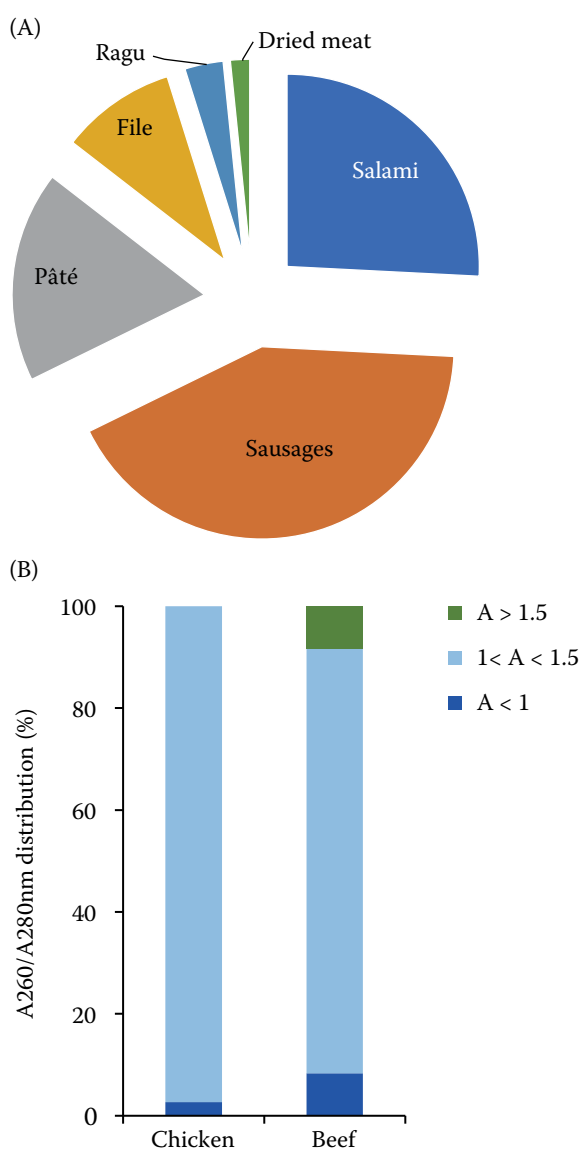 (A)
Ragu
Dried meat
File
Salami
Pâté
Sausages
(B)
A260/A280nm distribution (%)
100
80
60
40
20
0
Chicken
Beef
A > 1.5
1< A < 1.5
A < 1